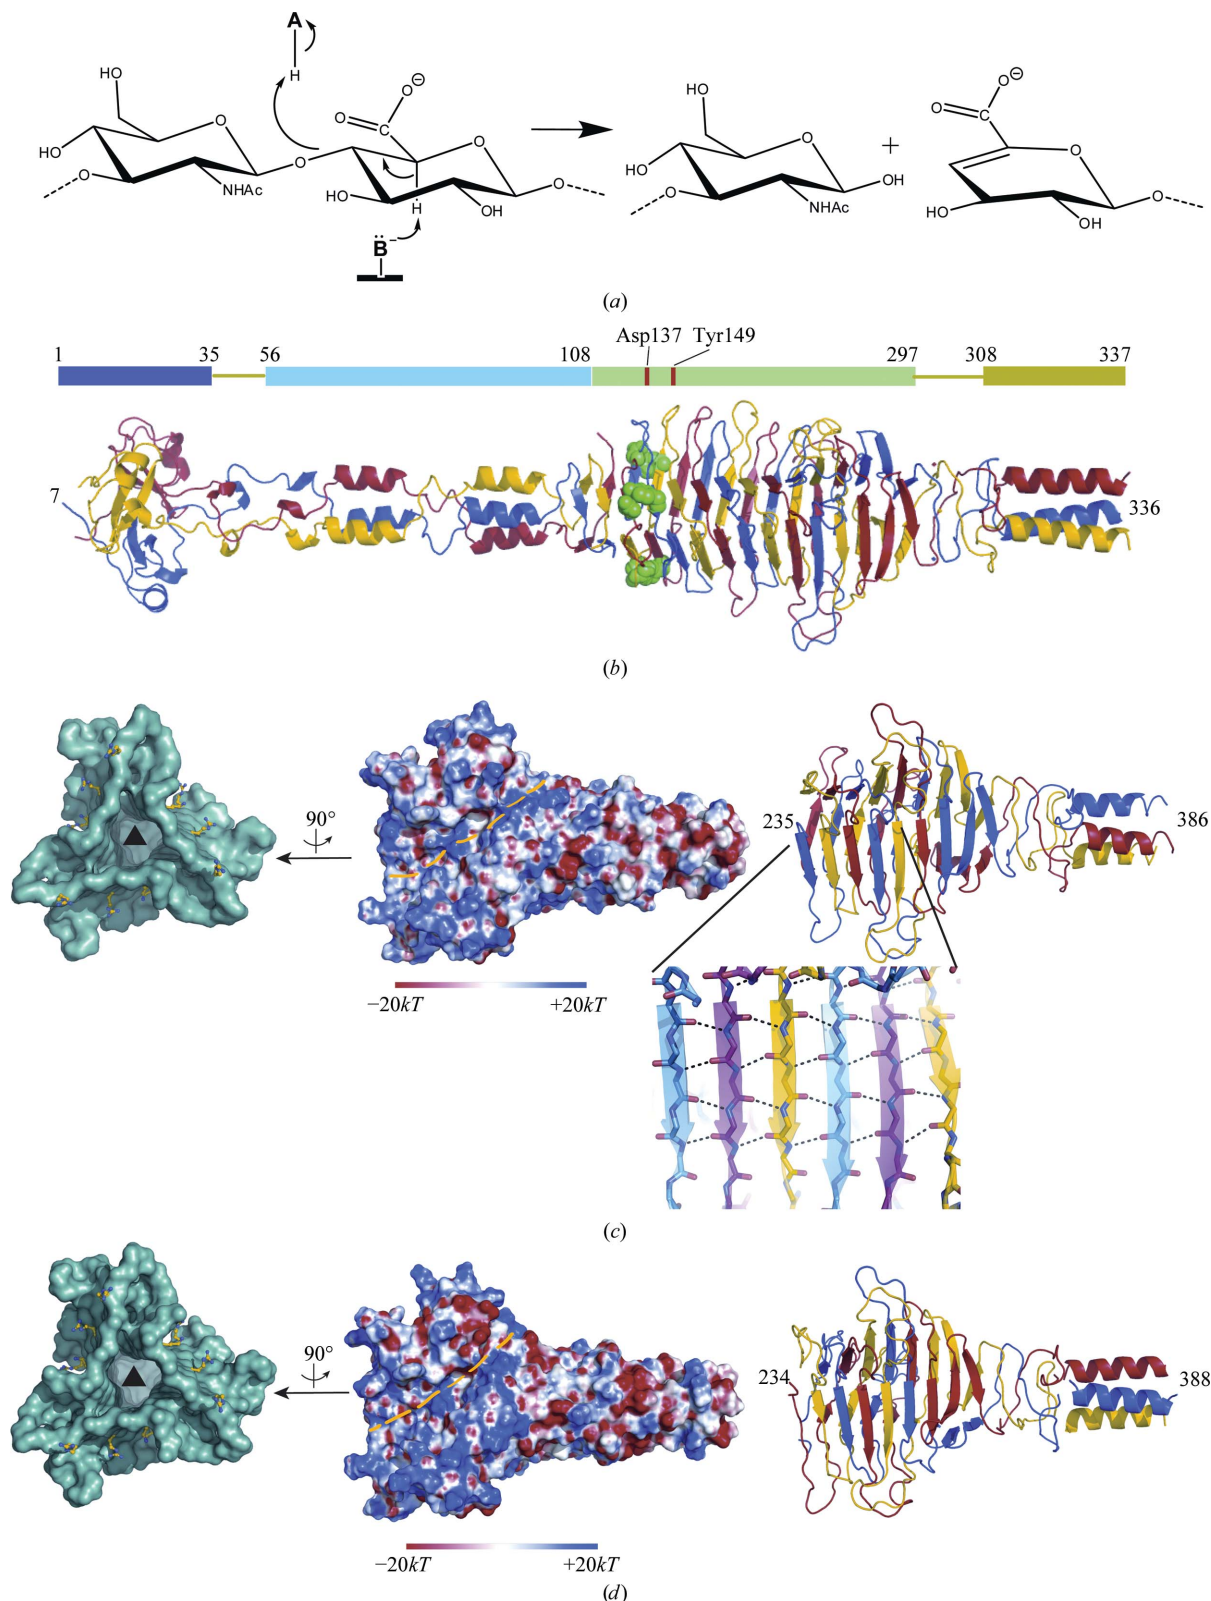 A
H
HO
O
O
⊖
C
O
HO
O
O
O
NHAc
HO
H
OH
O
B̈⁻
HO
O
HO
O
NHAc
OH
+
O
O
⊖
C
O
HO
OH
O
(a)
Asp137 Tyr149
1 35 56 108 297 308 337
7
336
(b)
90°
235
386
−20kT +20kT
(c)
90°
234
388
−20kT +20kT
(d)